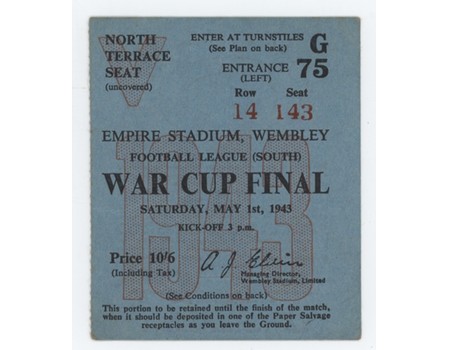 NORTH
TERRACE
SEAT
(uncovered)
ENTER AT TURNSTILES G
(See Plan on back)
ENTRANCE 75
(LEFT)
Row Seat
14 143
EMPIRE STADIUM, WEMBLEY
FOOTBALL LEAGUE (SOUTH)
WAR CUP FINAL
SATURDAY, MAY 1st, 1943
KICK-OFF 3 p.m.
1943
Price 10/6
(Including Tax)
A J Elvin
Managing Director,
Wembley Stadium, Limited
(See Conditions on back)
This portion to be retained until the finish of the match,
when it should be deposited in one of the Paper Salvage
receptacles as you leave the Ground.